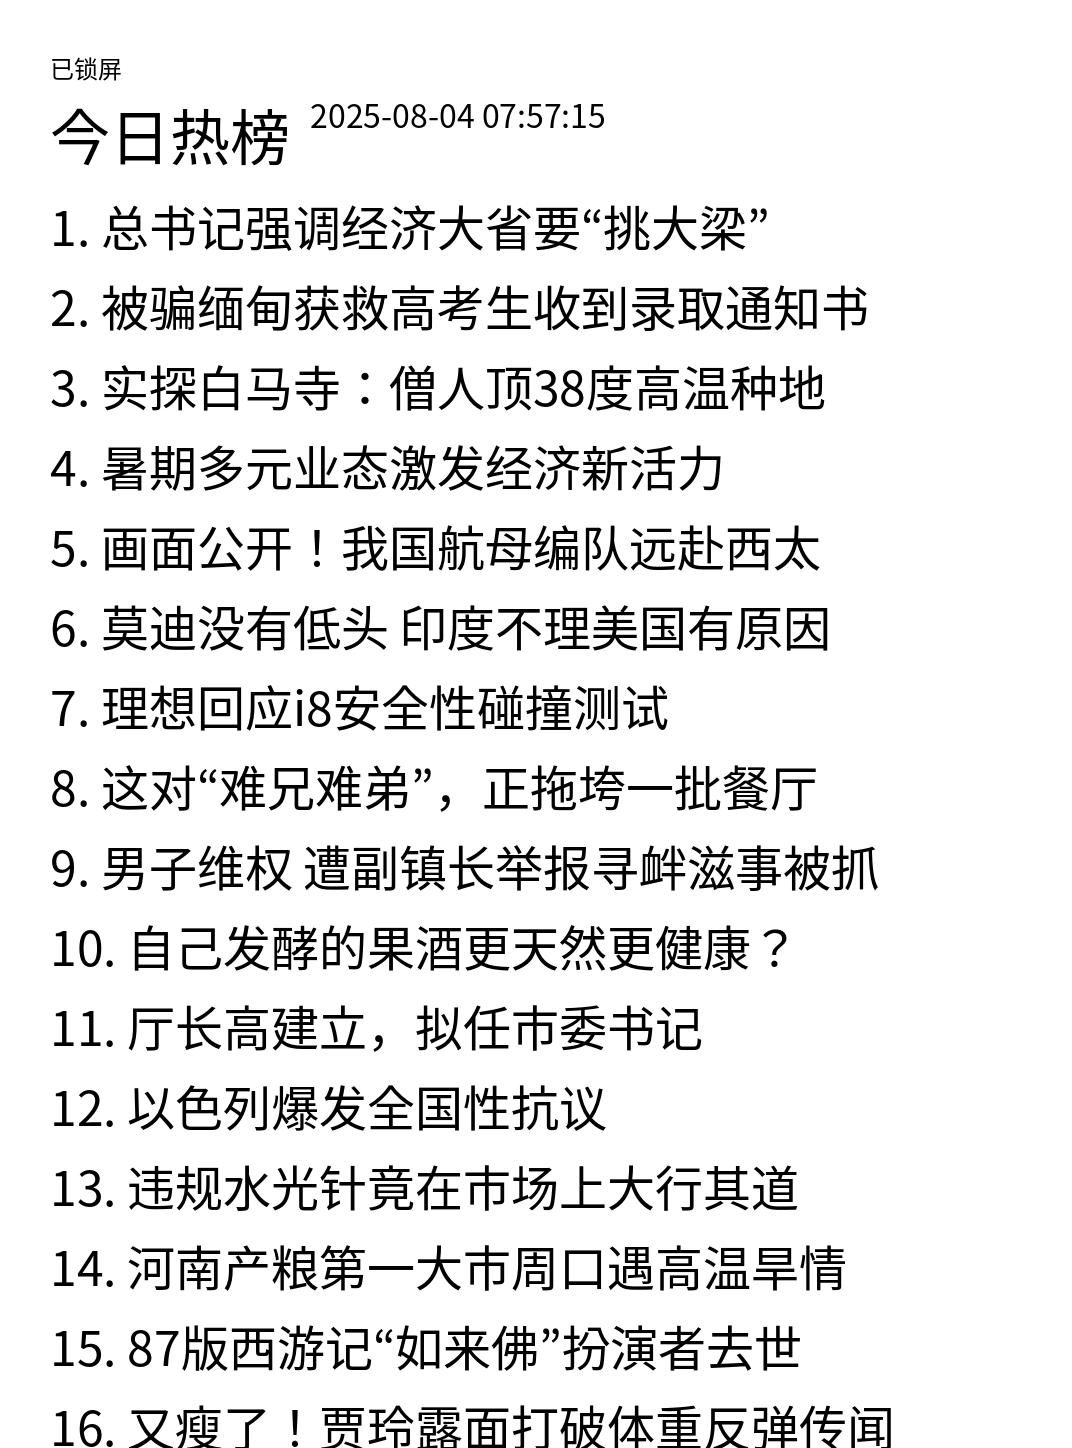 已锁屏
今日热榜 2025-08-04 07:57:15
1. 总书记强调经济大省要“挑大梁”
2. 被骗缅甸获救高考生收到录取通知书
3. 实探白马寺：僧人顶38度高温种地
4. 暑期多元业态激发经济新活力
5. 画面公开！我国航母编队远赴西太
6. 莫迪没有低头 印度不理美国有原因
7. 理想回应i8安全性碰撞测试
8. 这对“难兄难弟”，正拖垮一批餐厅
9. 男子维权 遭副镇长举报寻衅滋事被抓
10. 自己发酵的果酒更天然更健康？
11. 厅长高建立，拟任市委书记
12. 以色列爆发全国性抗议
13. 违规水光针竟在市场上大行其道
14. 河南产粮第一大市周口遇高温旱情
15. 87版西游记“如来佛”扮演者去世
16. 又瘦了！贾玲露面打破体重反弹传闻